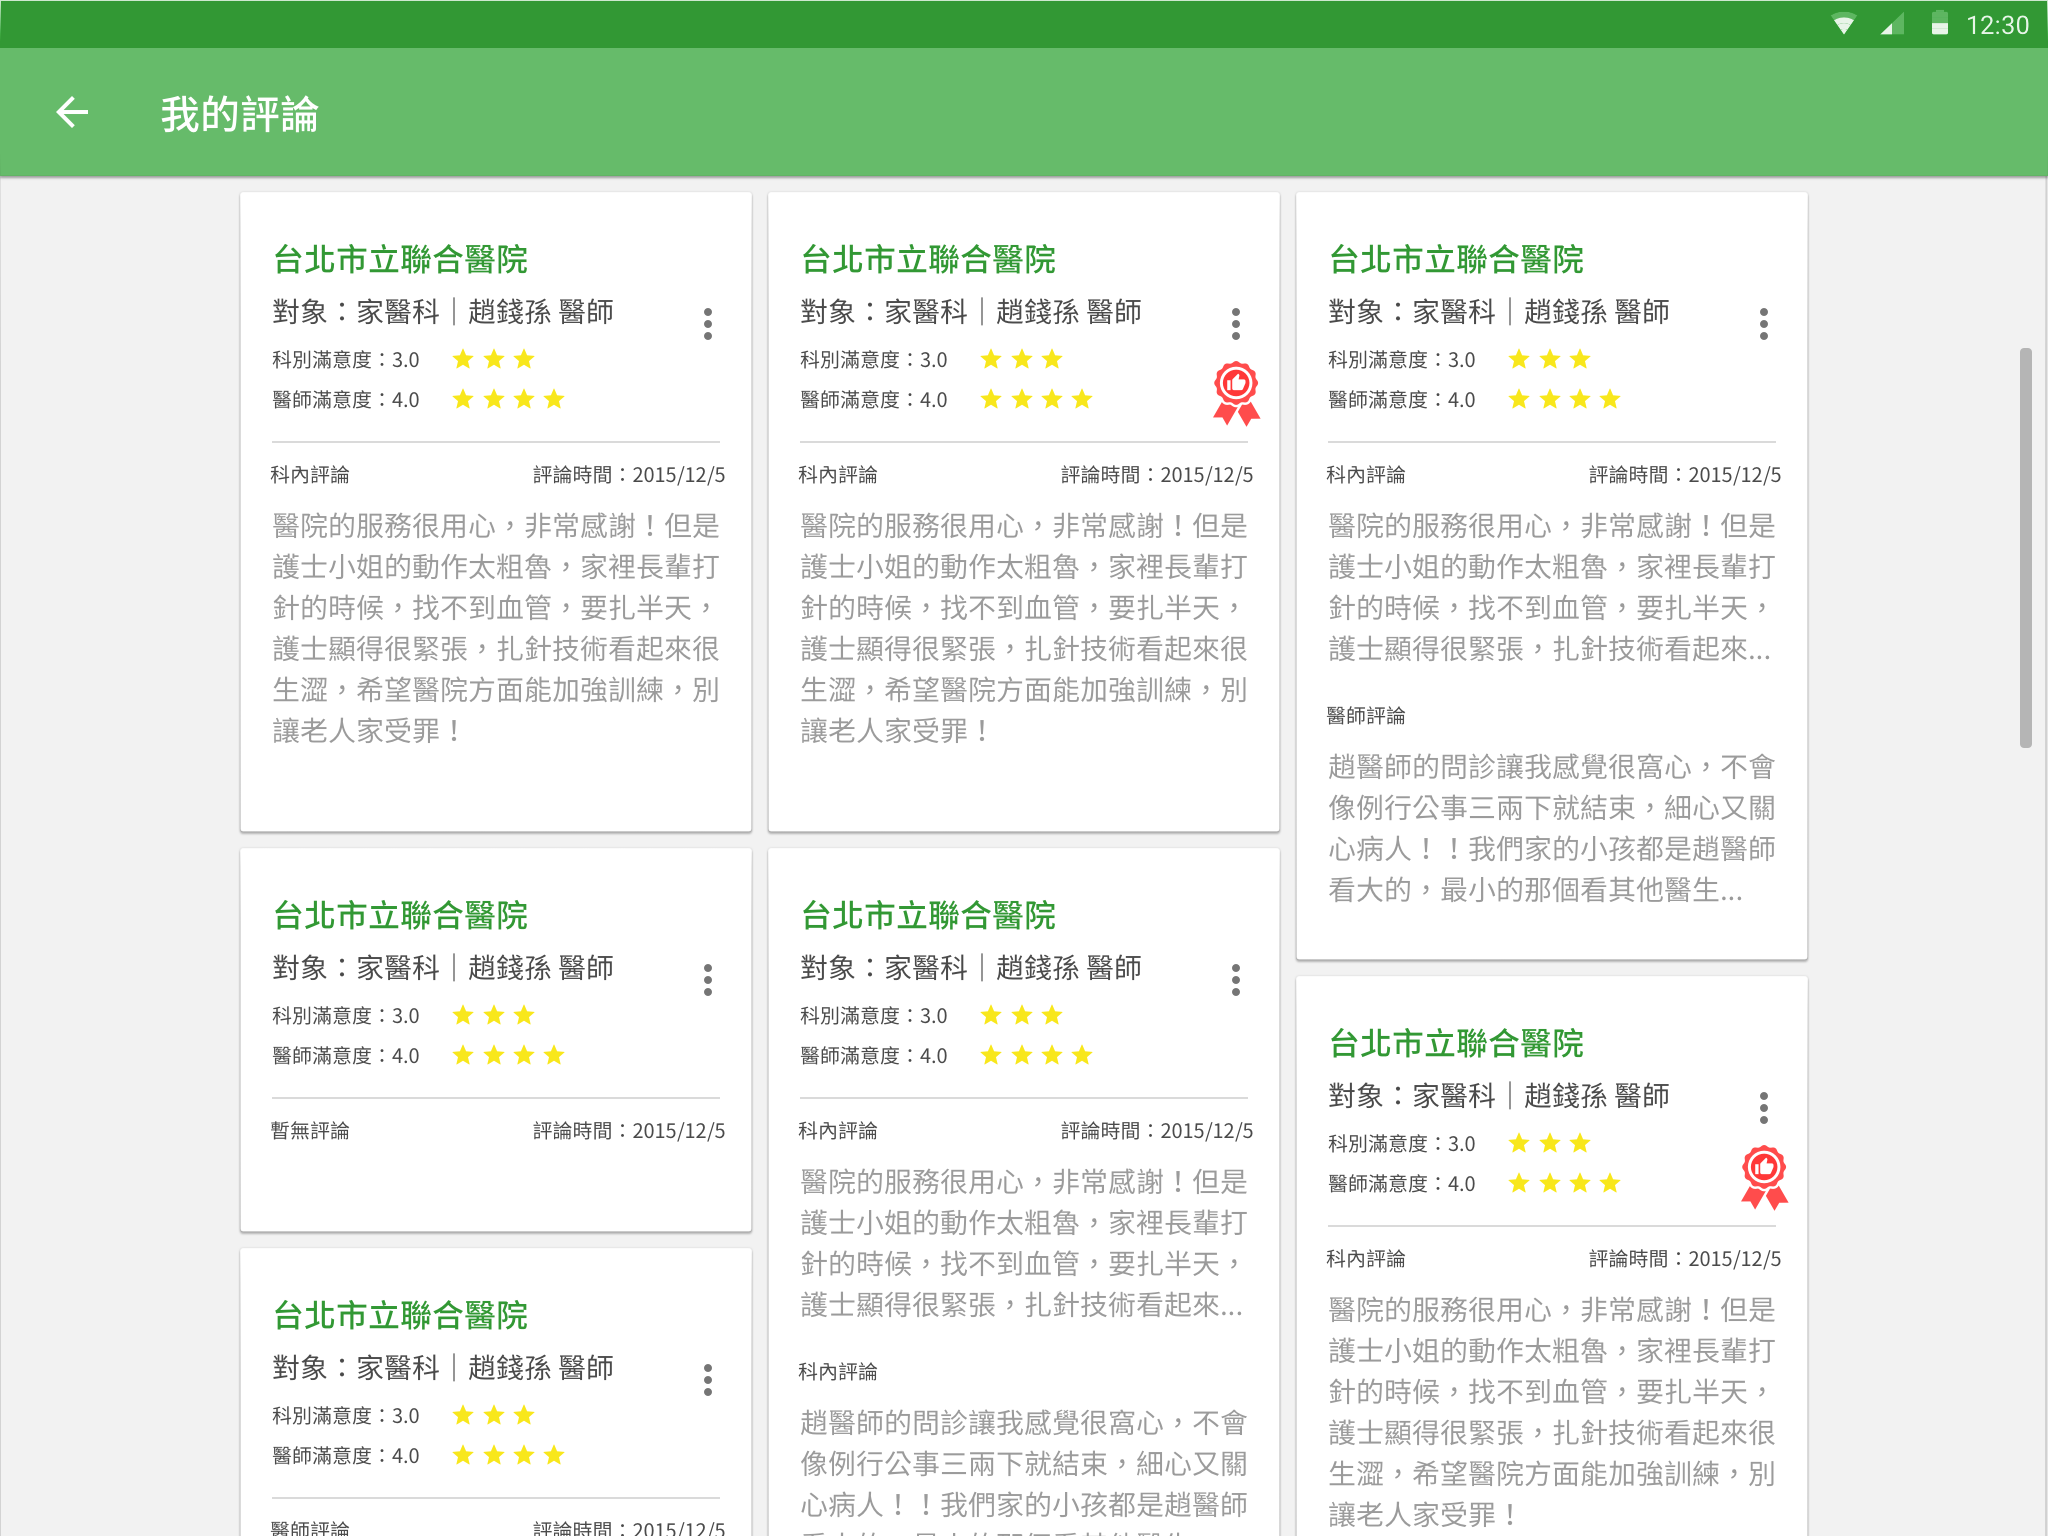 12:30
我的評論
台北市立聯合醫院
對象：家醫科｜趙錢孫 醫師
科別滿意度：3.0
醫師滿意度：4.0
科內評論 評論時間：2015/12/5
醫院的服務很用心，非常感謝！但是
護士小姐的動作太粗魯，家裡長輩打
針的時候，找不到血管，要扎半天，
護士顯得很緊張，扎針技術看起來很
生澀，希望醫院方面能加強訓練，別
讓老人家受罪！
台北市立聯合醫院
對象：家醫科｜趙錢孫 醫師
科別滿意度：3.0
醫師滿意度：4.0
暫無評論 評論時間：2015/12/5
台北市立聯合醫院
對象：家醫科｜趙錢孫 醫師
科別滿意度：3.0
醫師滿意度：4.0
醫師評論 評論時間：2015/12/5
台北市立聯合醫院
對象：家醫科｜趙錢孫 醫師
科別滿意度：3.0
醫師滿意度：4.0
科內評論 評論時間：2015/12/5
醫院的服務很用心，非常感謝！但是
護士小姐的動作太粗魯，家裡長輩打
針的時候，找不到血管，要扎半天，
護士顯得很緊張，扎針技術看起來很
生澀，希望醫院方面能加強訓練，別
讓老人家受罪！
台北市立聯合醫院
對象：家醫科｜趙錢孫 醫師
科別滿意度：3.0
醫師滿意度：4.0
科內評論 評論時間：2015/12/5
醫院的服務很用心，非常感謝！但是
護士小姐的動作太粗魯，家裡長輩打
針的時候，找不到血管，要扎半天，
護士顯得很緊張，扎針技術看起來...
科內評論
趙醫師的問診讓我感覺很窩心，不會
像例行公事三兩下就結束，細心又關
心病人！！我們家的小孩都是趙醫師
台北市立聯合醫院
對象：家醫科｜趙錢孫 醫師
科別滿意度：3.0
醫師滿意度：4.0
科內評論 評論時間：2015/12/5
醫院的服務很用心，非常感謝！但是
護士小姐的動作太粗魯，家裡長輩打
針的時候，找不到血管，要扎半天，
護士顯得很緊張，扎針技術看起來...
醫師評論
趙醫師的問診讓我感覺很窩心，不會
像例行公事三兩下就結束，細心又關
心病人！！我們家的小孩都是趙醫師
看大的，最小的那個看其他醫生...
台北市立聯合醫院
對象：家醫科｜趙錢孫 醫師
科別滿意度：3.0
醫師滿意度：4.0
科內評論 評論時間：2015/12/5
醫院的服務很用心，非常感謝！但是
護士小姐的動作太粗魯，家裡長輩打
針的時候，找不到血管，要扎半天，
護士顯得很緊張，扎針技術看起來很
生澀，希望醫院方面能加強訓練，別
讓老人家受罪！